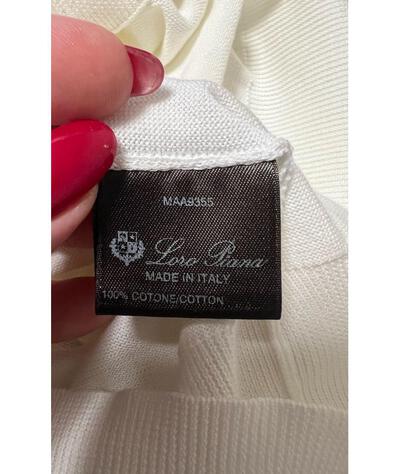 MAA9355
Loro Piana
MADE IN ITALY
100% COTONE/COTTON